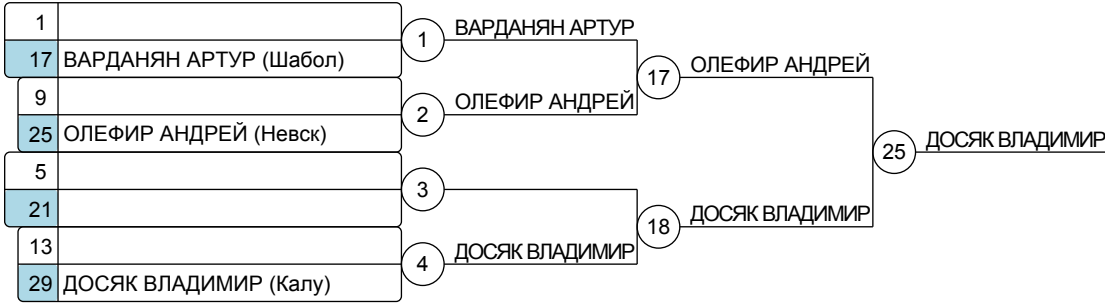 1
17 ВАРДАНЯН АРТУР (Шабол)
9
25 ОЛЕФИР АНДРЕЙ (Невск)
5
21
13
29 ДОСЯК ВЛАДИМИР (Калу)
1
2
3
4
ВАРДАНЯН АРТУР
ОЛЕФИР АНДРЕЙ
ДОСЯК ВЛАДИМИР
17
18
ОЛЕФИР АНДРЕЙ
ДОСЯК ВЛАДИМИР
25
ДОСЯК ВЛАДИМИР